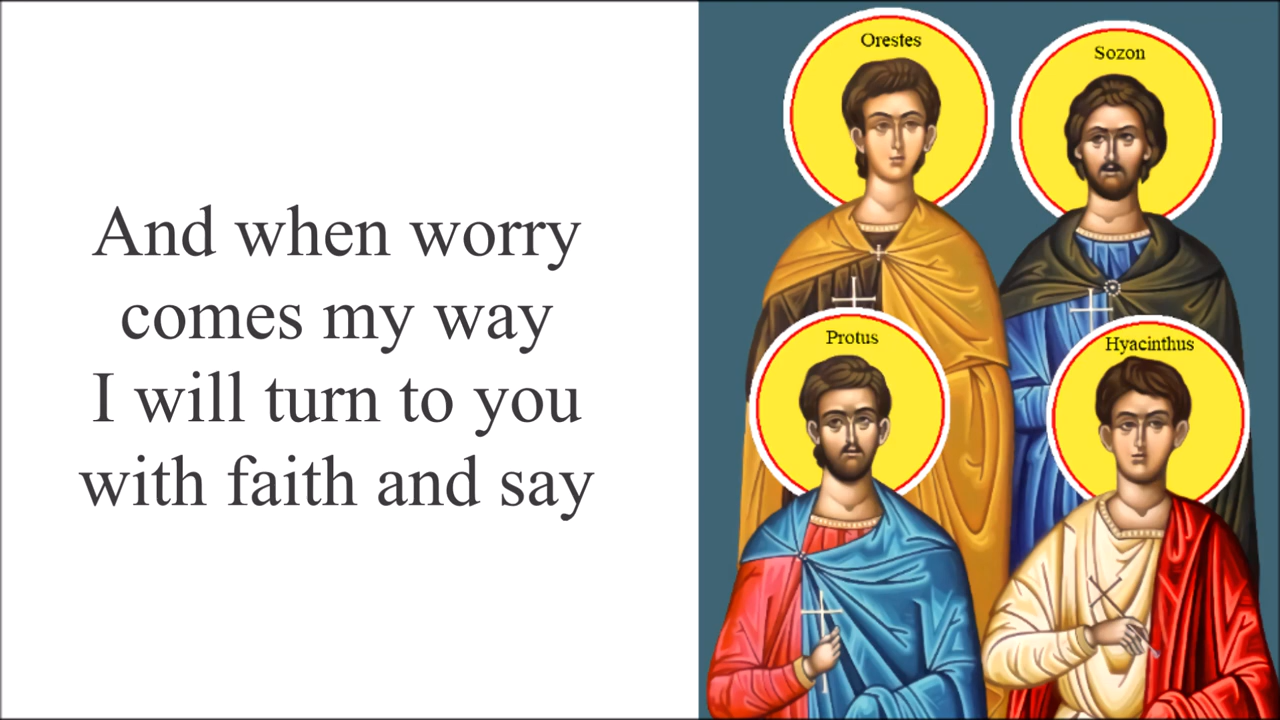 And when worry
comes my way
I will turn to you
with faith and say
Orestes
Sozon
Protus
Hyacinthus